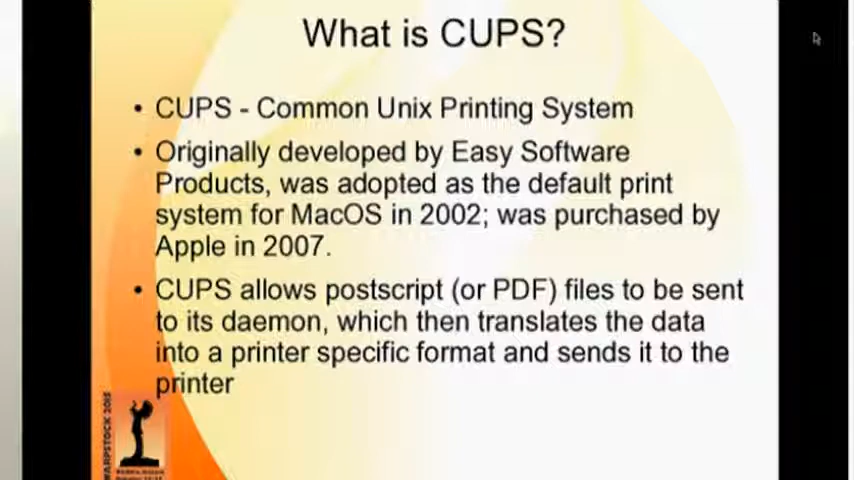 What is CUPS?
• CUPS - Common Unix Printing System
• Originally developed by Easy Software
Products, was adopted as the default print
system for MacOS in 2002; was purchased by
Apple in 2007.
• CUPS allows postscript (or PDF) files to be sent
to its daemon, which then translates the data
into a printer specific format and sends it to the
printer
WARPSTOCK 2015